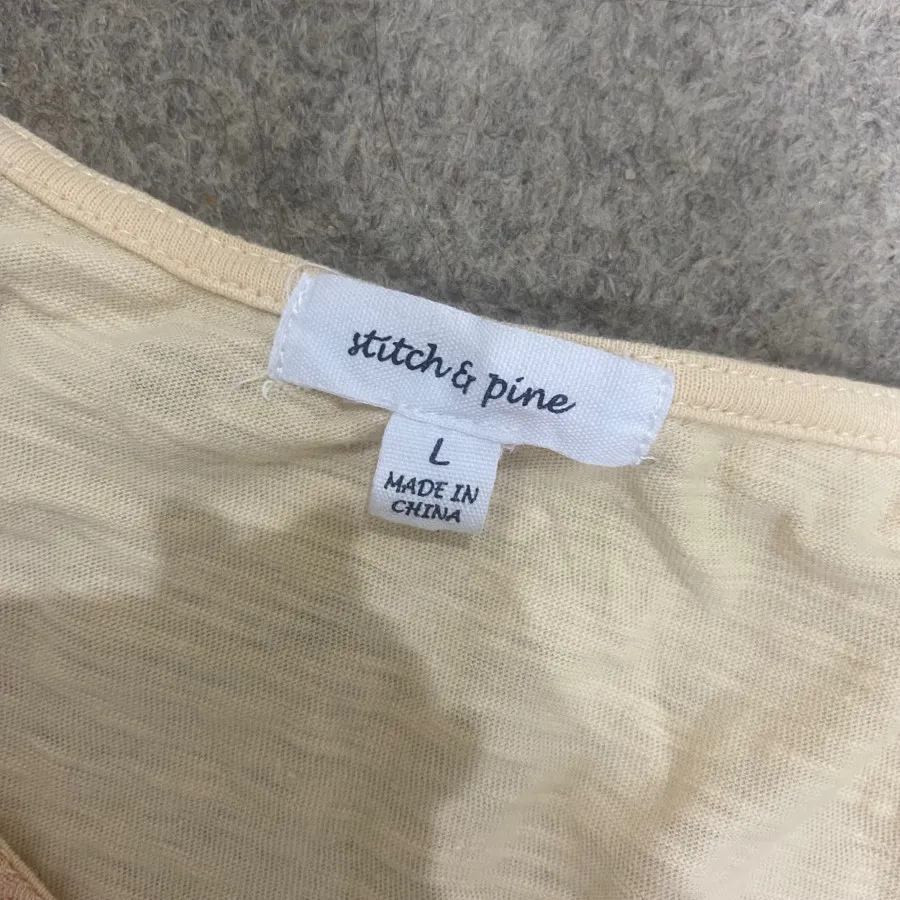 stitch & pine
L
MADE IN
CHINA